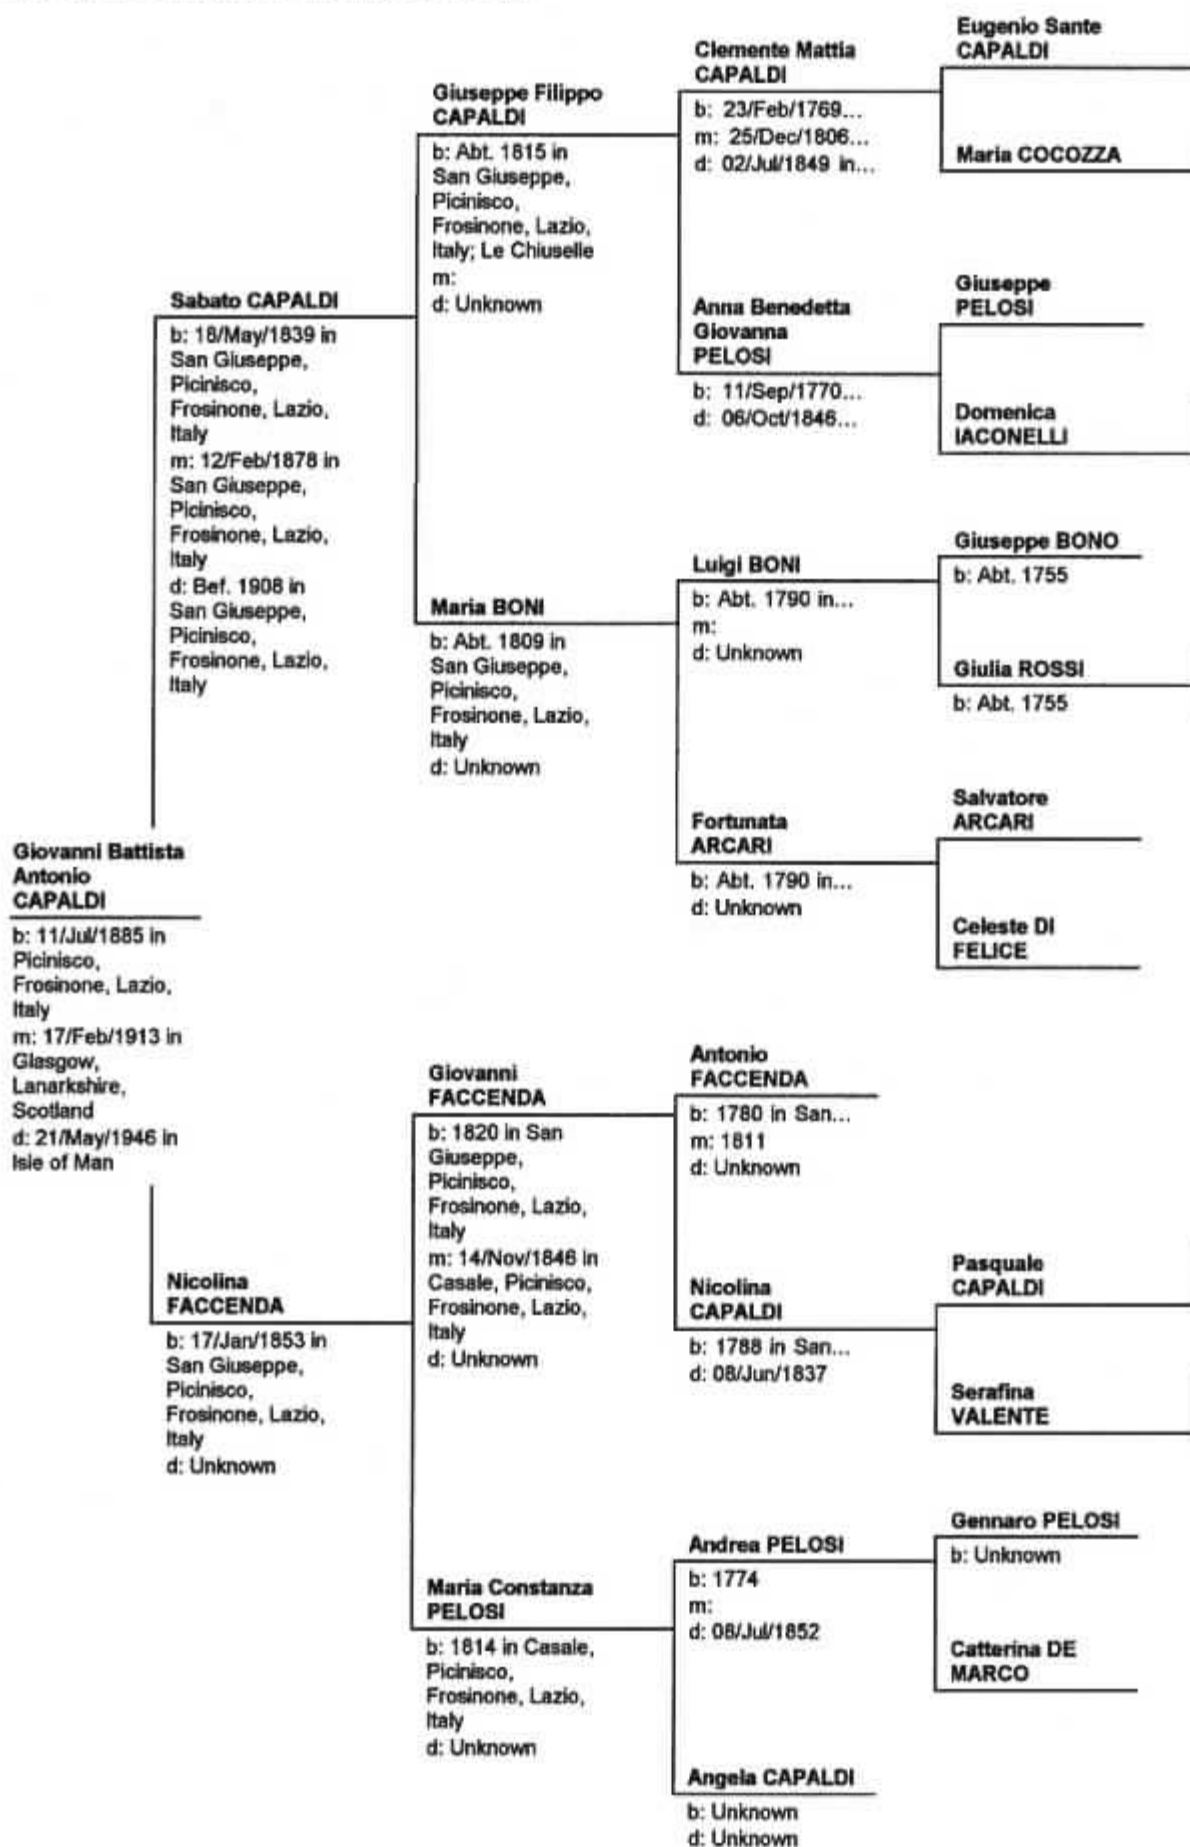 Eugenio Sante
CAPALDI
Clemente Mattia
CAPALDI
b: 23/Feb/1769...
m: 25/Dec/1806...
d: 02/Jul/1849 in...
Maria COCOZZA
Giuseppe Filippo
CAPALDI
b: Abt. 1815 in
San Giuseppe,
Picinisco,
Frosinone, Lazio,
Italy; Le Chiuselle
m:
d: Unknown
Giuseppe
PELOSI
Anna Benedetta
Giovanna
PELOSI
b: 11/Sep/1770...
d: 06/Oct/1846...
Domenica
IACONELLI
Sabato CAPALDI
b: 18/May/1839 in
San Giuseppe,
Picinisco,
Frosinone, Lazio,
Italy
m: 12/Feb/1878 in
San Giuseppe,
Picinisco,
Frosinone, Lazio,
Italy
d: Bef. 1908 in
San Giuseppe,
Picinisco,
Frosinone, Lazio,
Italy
Giuseppe BONO
b: Abt. 1755
Luigi BONI
b: Abt. 1790 in...
m:
d: Unknown
Giulia ROSSI
b: Abt. 1755
Maria BONI
b: Abt. 1809 in
San Giuseppe,
Picinisco,
Frosinone, Lazio,
Italy
d: Unknown
Salvatore
ARCARI
Fortunata
ARCARI
b: Abt. 1790 in...
d: Unknown
Celeste DI
FELICE
Giovanni Battista
Antonio
CAPALDI
b: 11/Jul/1885 in
Picinisco,
Frosinone, Lazio,
Italy
m: 17/Feb/1913 in
Glasgow,
Lanarkshire,
Scotland
d: 21/May/1946 in
Isle of Man
Antonio
FACCENDA
b: 1780 in San...
m: 1811
d: Unknown
Giovanni
FACCENDA
b: 1820 in San
Giuseppe,
Picinisco,
Frosinone, Lazio,
Italy
m: 14/Nov/1846 in
Casale, Picinisco,
Frosinone, Lazio,
Italy
d: Unknown
Pasquale
CAPALDI
Nicolina
CAPALDI
b: 1788 in San...
d: 08/Jun/1837
Serafina
VALENTE
Nicolina
FACCENDA
b: 17/Jan/1853 in
San Giuseppe,
Picinisco,
Frosinone, Lazio,
Italy
d: Unknown
Gennaro PELOSI
b: Unknown
Andrea PELOSI
b: 1774
m:
d: 08/Jul/1852
Catterina DE
MARCO
Maria Constanza
PELOSI
b: 1814 in Casale,
Picinisco,
Frosinone, Lazio,
Italy
d: Unknown
Angela CAPALDI
b: Unknown
d: Unknown